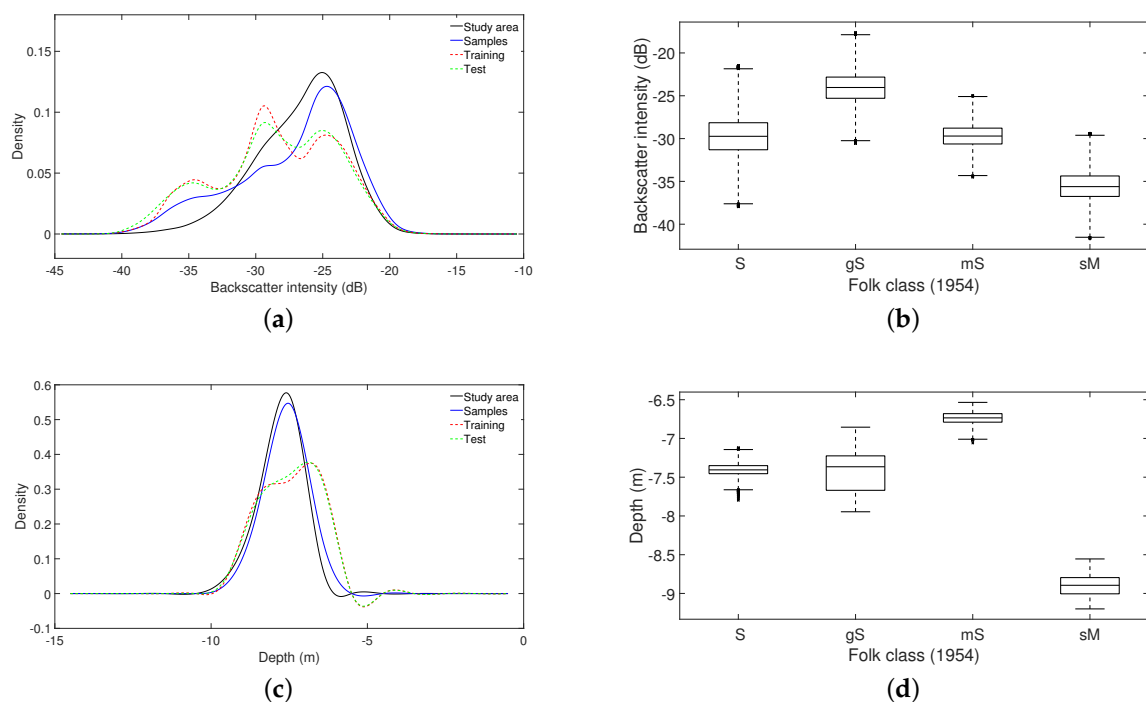 Study area
Samples
Training
Test
0.15
0.1
0.05
0
Density
-45 -40 -35 -30 -25 -20 -15 -10
Backscatter intensity (dB)
(a)
-20
-25
-30
-35
-40
Backscatter intensity (dB)
S gS mS sM
Folk class (1954)
(b)
Study area
Samples
Training
Test
0.6
0.5
0.4
0.3
0.2
0.1
0
-0.1
Density
-15 -10 -5 0
Depth (m)
(c)
-6.5
-7
-7.5
-8
-8.5
-9
Depth (m)
S gS mS sM
Folk class (1954)
(d)